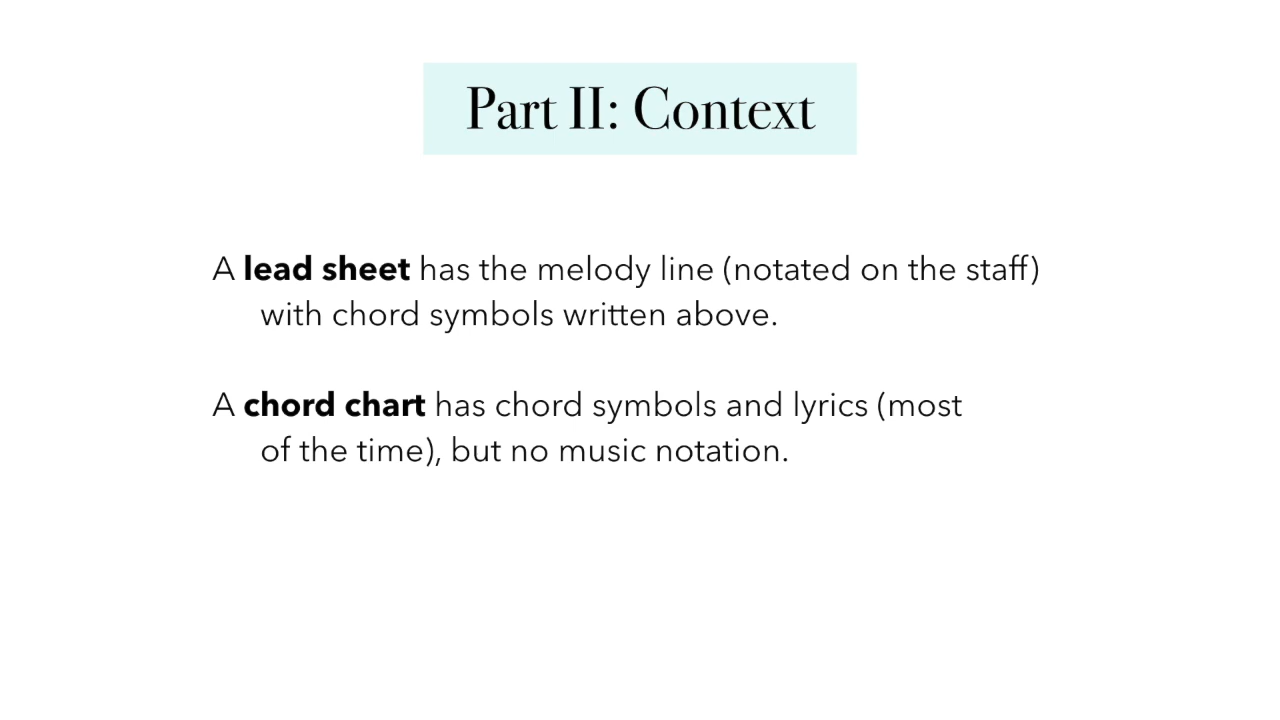 Part II: Context
A lead sheet has the melody line (notated on the staff)
with chord symbols written above.
A chord chart has chord symbols and lyrics (most
of the time), but no music notation.